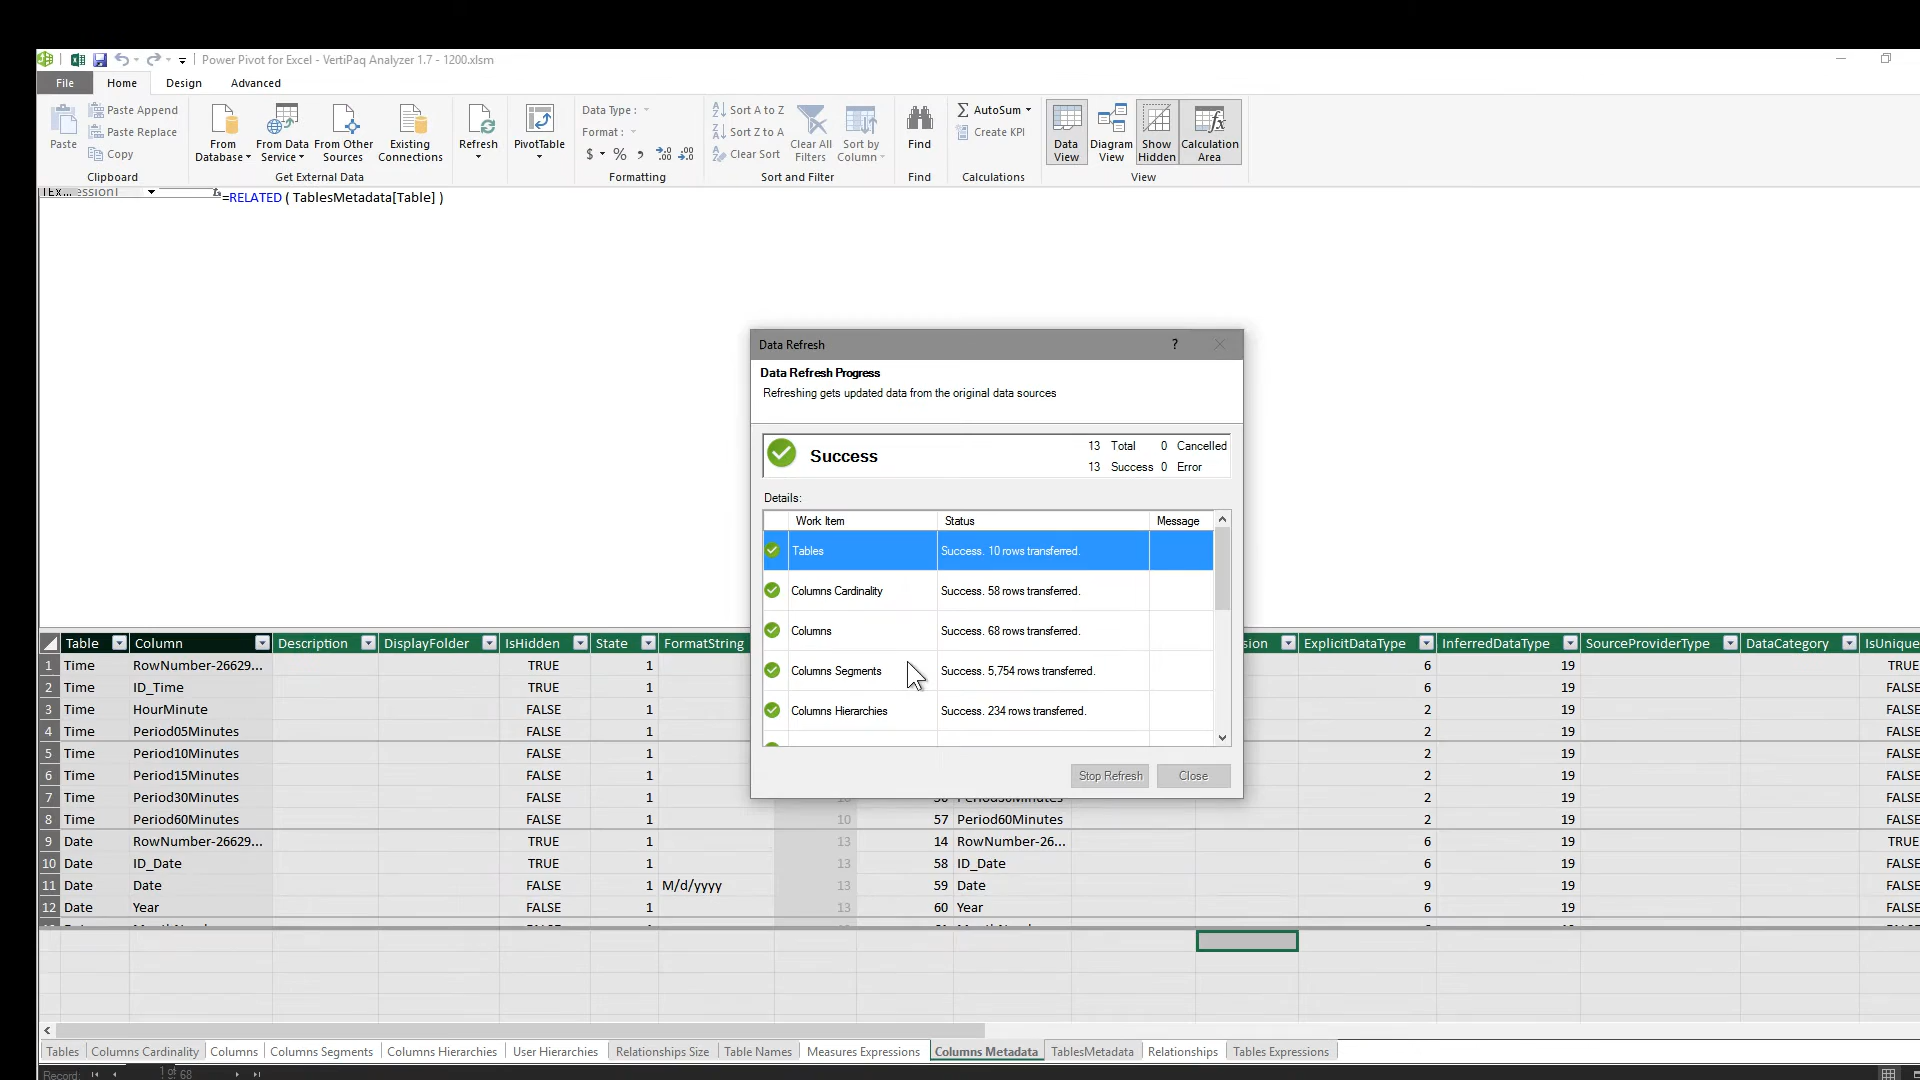 Power Pivot for Excel - VertiPaq Analyzer 1.7 - 1200.xlsm
File Home Design Advanced
Paste Paste Append Paste Replace Copy Clipboard
From Database From Data Service From Other Sources Existing Connections Get External Data
Refresh
PivotTable
Data Type : Format : $ % , Formatting
Sort A to Z Sort Z to A Clear Sort Clear All Filters Sort by Column Sort and Filter
Find Find
AutoSum Create KPI Calculations
Data View Diagram View Show Hidden Calculation Area View
=RELATED ( TablesMetadata[Table] )
Data Refresh ?
Data Refresh Progress
Refreshing gets updated data from the original data sources
Success 13 Total 0 Cancelled
13 Success 0 Error
Details:
Work Item Status Message
Tables Success. 10 rows transferred.
Columns Cardinality Success. 58 rows transferred.
Columns Success. 68 rows transferred.
Columns Segments Success. 5,754 rows transferred.
Columns Hierarchies Success. 234 rows transferred.
Stop Refresh Close
Table Column Description DisplayFolder IsHidden State FormatString sion ExplicitDataType InferredDataType SourceProviderType DataCategory IsUnique
1 Time RowNumber-26629... TRUE 1 6 19 TRUE
2 Time ID_Time TRUE 1 6 19 FALSE
3 Time HourMinute FALSE 1 2 19 FALSE
4 Time Period05Minutes FALSE 1 2 19 FALSE
5 Time Period10Minutes FALSE 1 2 19 FALSE
6 Time Period15Minutes FALSE 1 2 19 FALSE
7 Time Period30Minutes FALSE 1 2 19 FALSE
8 Time Period60Minutes FALSE 1 10 57 Period60Minutes 2 19 FALSE
9 Date RowNumber-26629... TRUE 1 13 14 RowNumber-26... 6 19 TRUE
10 Date ID_Date TRUE 1 13 58 ID_Date 6 19 FALSE
11 Date Date FALSE 1 M/d/yyyy 13 59 Date 9 19 FALSE
12 Date Year FALSE 1 13 60 Year 6 19 FALSE
Tables Columns Cardinality Columns Columns Segments Columns Hierarchies User Hierarchies Relationships Size Table Names Measures Expressions Columns Metadata TablesMetadata Relationships Tables Expressions
Record: 1 of 68